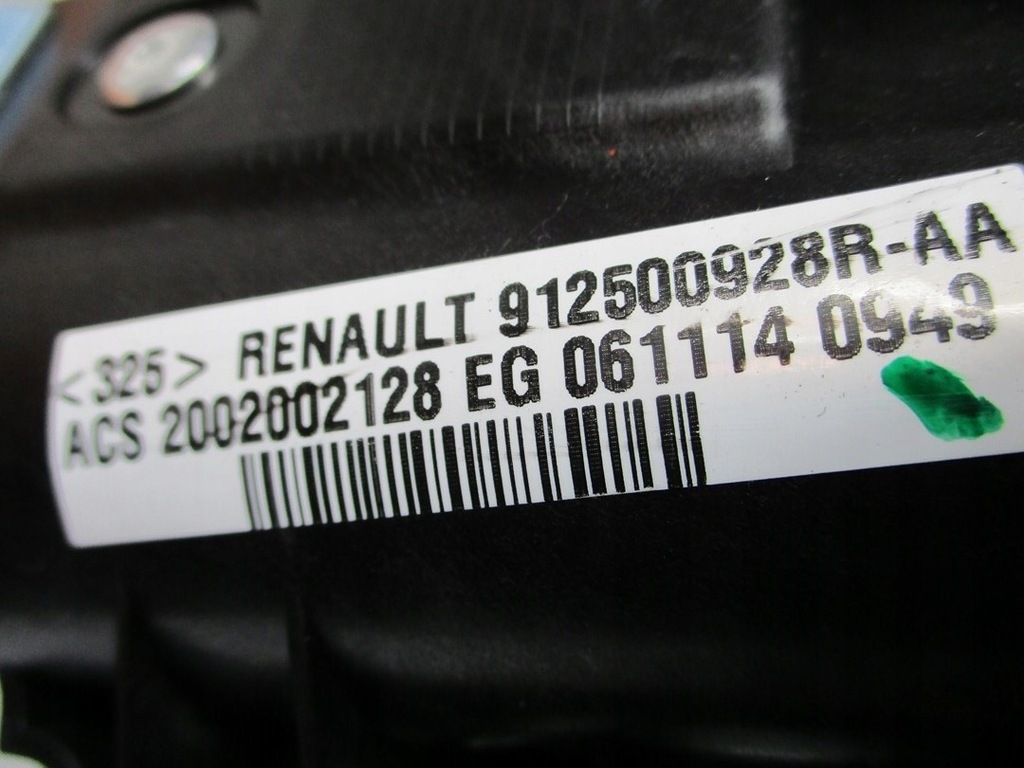 <325> RENAULT 912500928R-AA
ACS 2002002128 EG 061114 0949